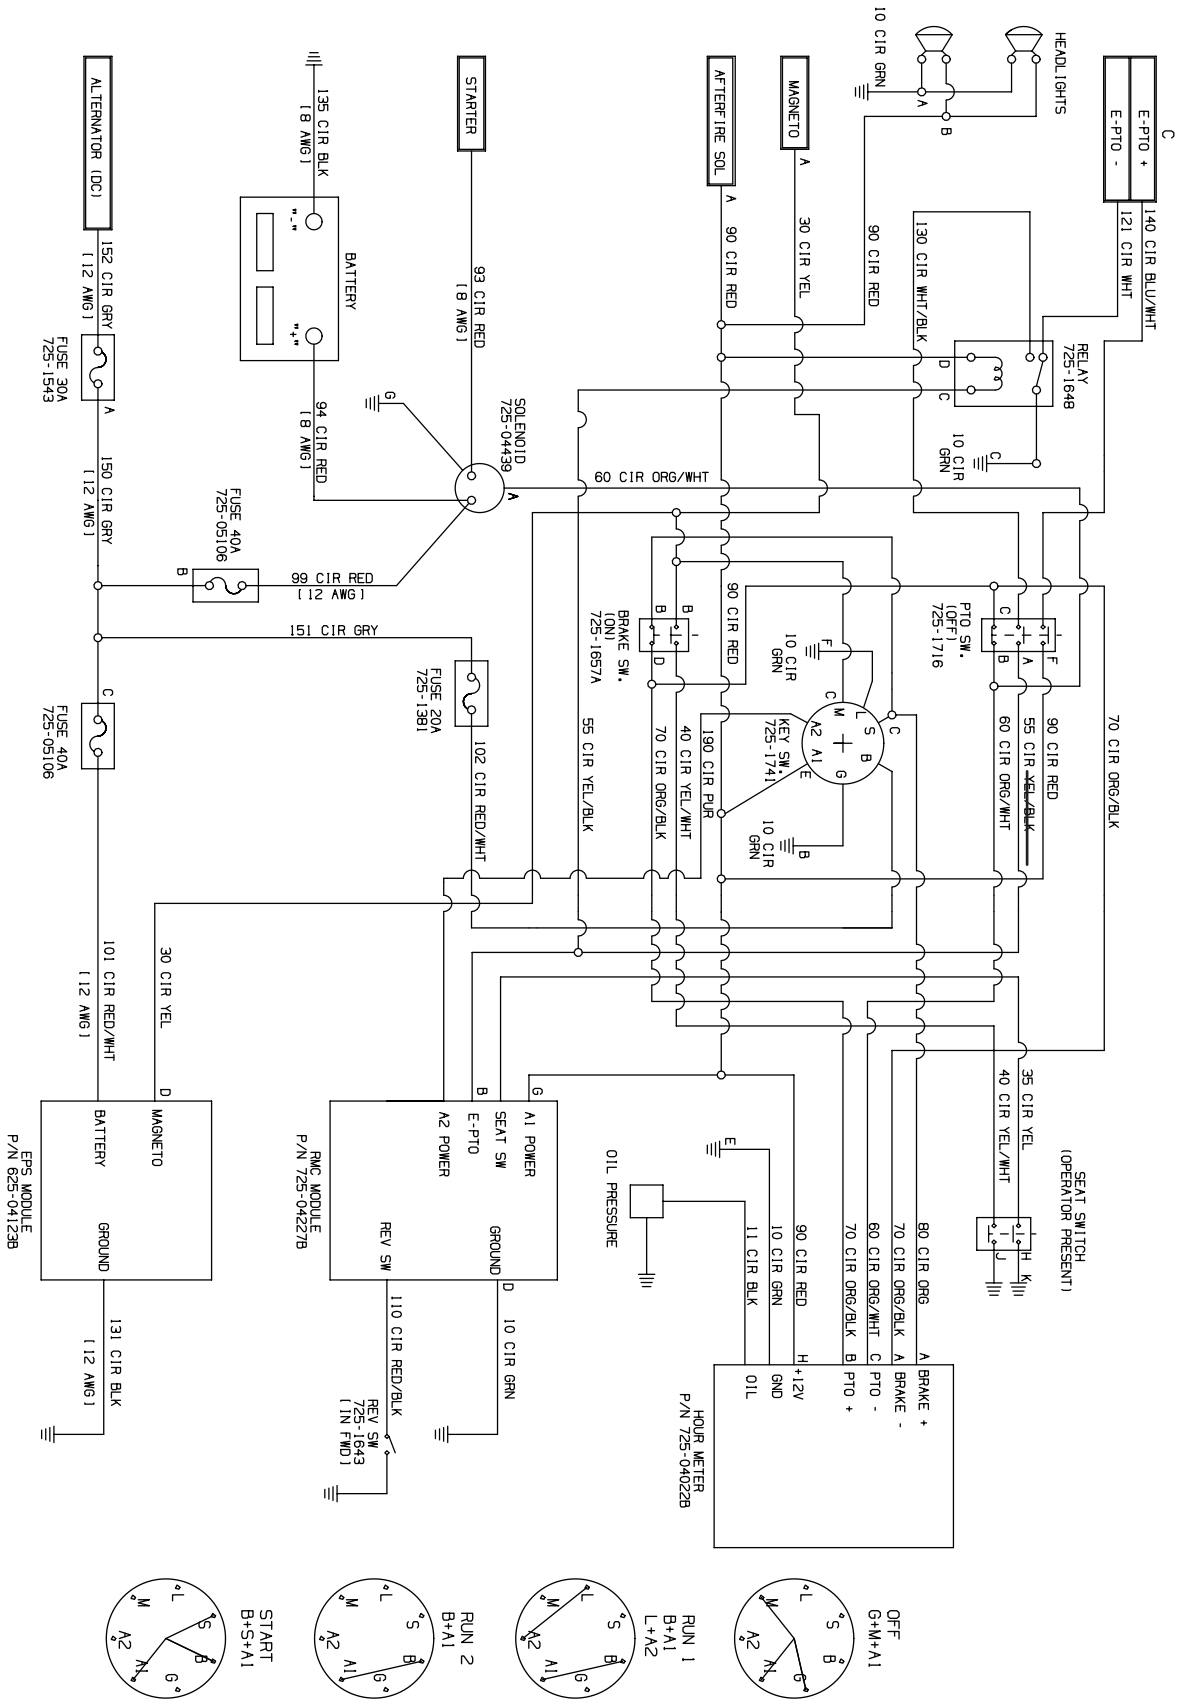 C
E-PTO +
E-PTO -
140 CIR BLU/WHT
121 CIR WHT
HEADLIGHTS
10 CIR GRN
A
B
RELAY
725-1648
D
C
10 CIR
GRN
C
130 CIR WHT/BLK
90 CIR RED
MAGNETO
A
30 CIR YEL
AFTERFIRE SOL
A
90 CIR RED
STARTER
93 CIR RED
[8 AWG]
135 CIR BLK
[8 AWG]
BATTERY
"-"
"+"
94 CIR RED
[8 AWG]
G
SOLENOID
725-04439
A
60 CIR ORG/WHT
ALTERNATOR (DC)
152 CIR GRY
[12 AWG]
FUSE 30A
725-1543
A
150 CIR GRY
[12 AWG]
FUSE 40A
725-05106
B
99 CIR RED
[12 AWG]
151 CIR GRY
FUSE 20A
725-1381
102 CIR RED/WHT
C
FUSE 40A
725-05106
101 CIR RED/WHT
[12 AWG]
PTO SW.
(OFF)
725-1716
C
B
A
F
70 CIR ORG/BLK
90 CIR RED
55 CIR YEL/BLK
60 CIR ORG/WHT
BRAKE SW.
(ON)
725-1657A
B
B
D
90 CIR RED
10 CIR
GRN
F
KEY SW.
725-1741
C
M
L
S
B
G
A1
A2
C
E
10 CIR
GRN
B
190 CIR PUR
40 CIR YEL/WHT
70 CIR ORG/BLK
55 CIR YEL/BLK
30 CIR YEL
D
MAGNETO
BATTERY
GROUND
EPS MODULE
P/N 625-04123B
131 CIR BLK
[12 AWG]
G
B
A1 POWER
SEAT SW
E-PTO
A2 POWER
GROUND
REV SW
RMC MODULE
P/N 725-04227B
D
10 CIR GRN
110 CIR RED/BLK
REV SW
725-1643
[IN FWD]
OIL PRESSURE
E
35 CIR YEL
40 CIR YEL/WHT
SEAT SWITCH
(OPERATOR PRESENT)
H
J
K
80 CIR ORG
70 CIR ORG/BLK
60 CIR ORG/WHT
70 CIR ORG/BLK
90 CIR RED
10 CIR GRN
11 CIR BLK
A BRAKE +
A BRAKE -
C PTO -
B PTO +
H +12V
GND
OIL
HOUR METER
P/N 725-04022B
OFF
G+M+A1
L
S
B
G
A1
A2
M
RUN 1
B+A1
L+A2
L
S
B
G
A1
A2
M
RUN 2
B+A1
L
S
B
G
A1
A2
M
START
B+S+A1
L
S
B
G
A1
A2
M